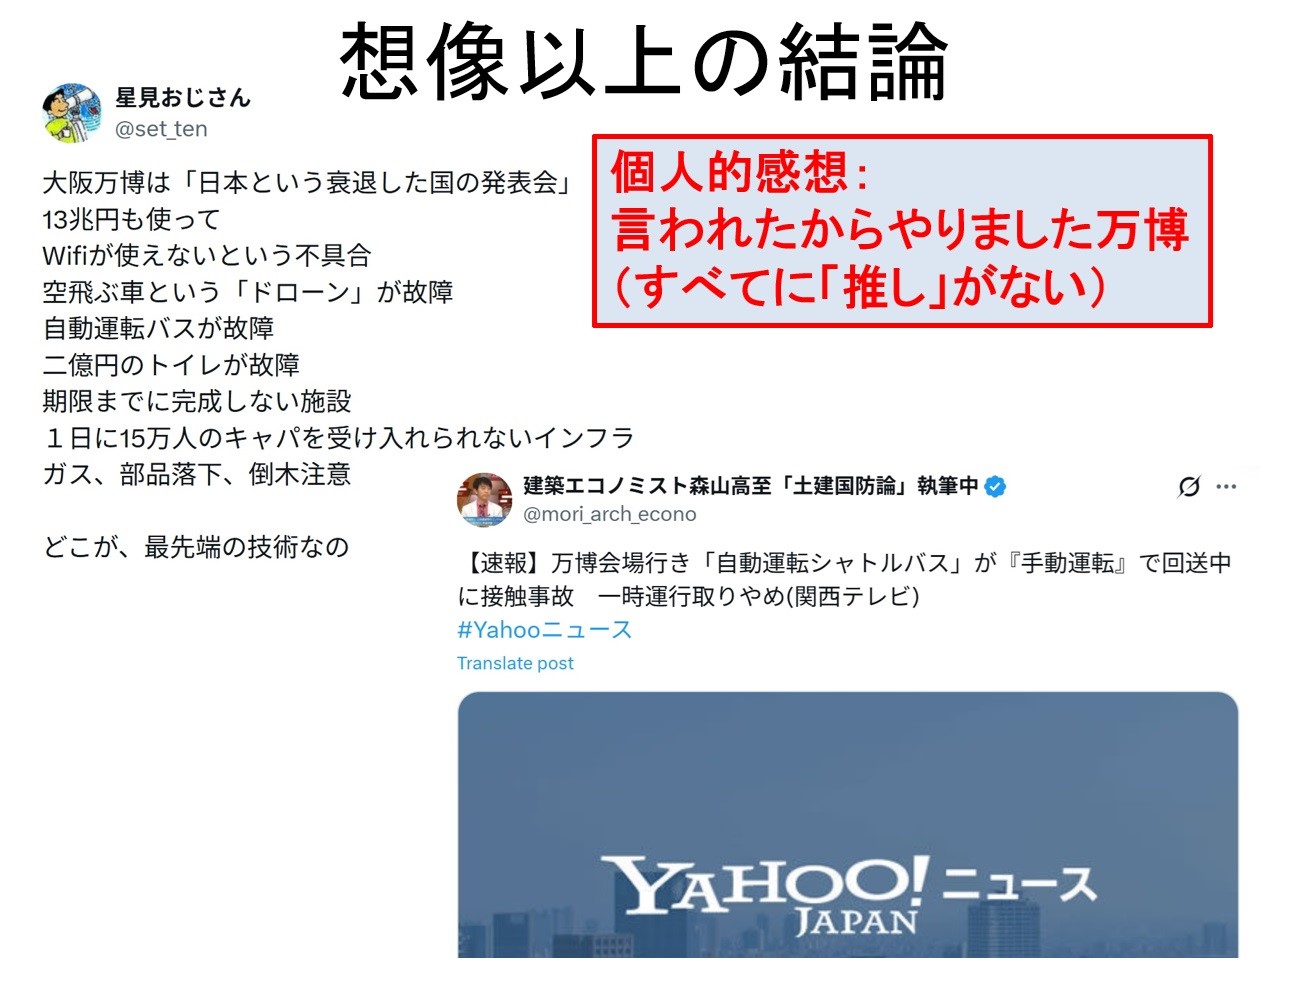 想像以上の結論
星見おじさん
@set_ten
大阪万博は「日本という衰退した国の発表会」
13兆円も使って
Wifiが使えないという不具合
空飛ぶ車という「ドローン」が故障
自動運転バスが故障
二億円のトイレが故障
期限までに完成しない施設
１日に15万人のキャパを受け入れられないインフラ
ガス、部品落下、倒木注意
どこが、最先端の技術なの
個人的感想：
言われたからやりました万博
（すべてに「推し」がない）
建築エコノミスト森山高至「土建国防論」執筆中
@mori_arch_econo
【速報】万博会場行き「自動運転シャトルバス」が『手動運転』で回送中
に接触事故　一時運行取りやめ(関西テレビ)
#Yahooニュース
Translate post
YAHOO!ニュース
JAPAN